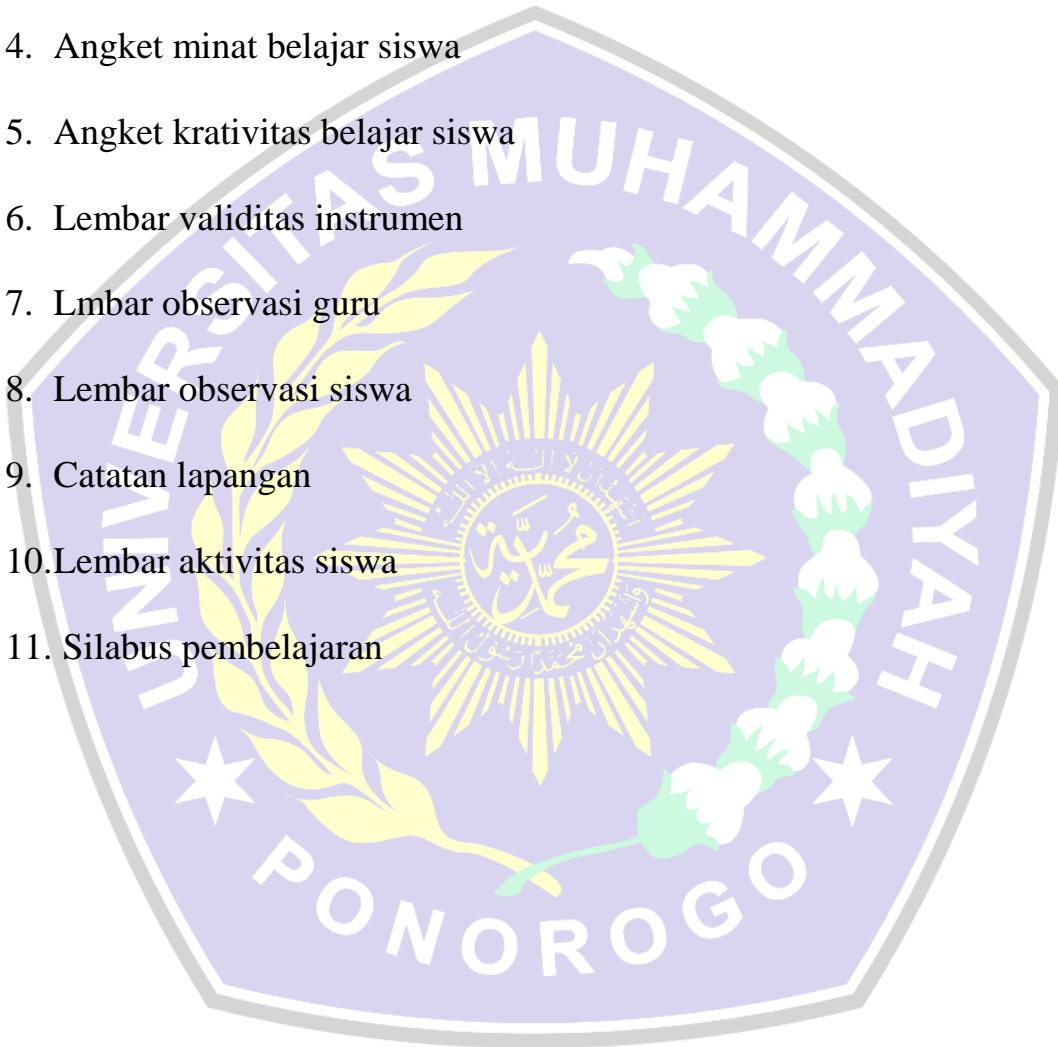 4. Angket minat belajar siswa
5. Angket krativitas belajar siswa
6. Lembar validitas instrumen
7. Lmbar observasi guru
8. Lembar observasi siswa
9. Catatan lapangan
10.Lembar aktivitas siswa
11. Silabus pembelajaran
UNIVERSITAS MUHAMMADIYAH
PONOROGO
محمدية